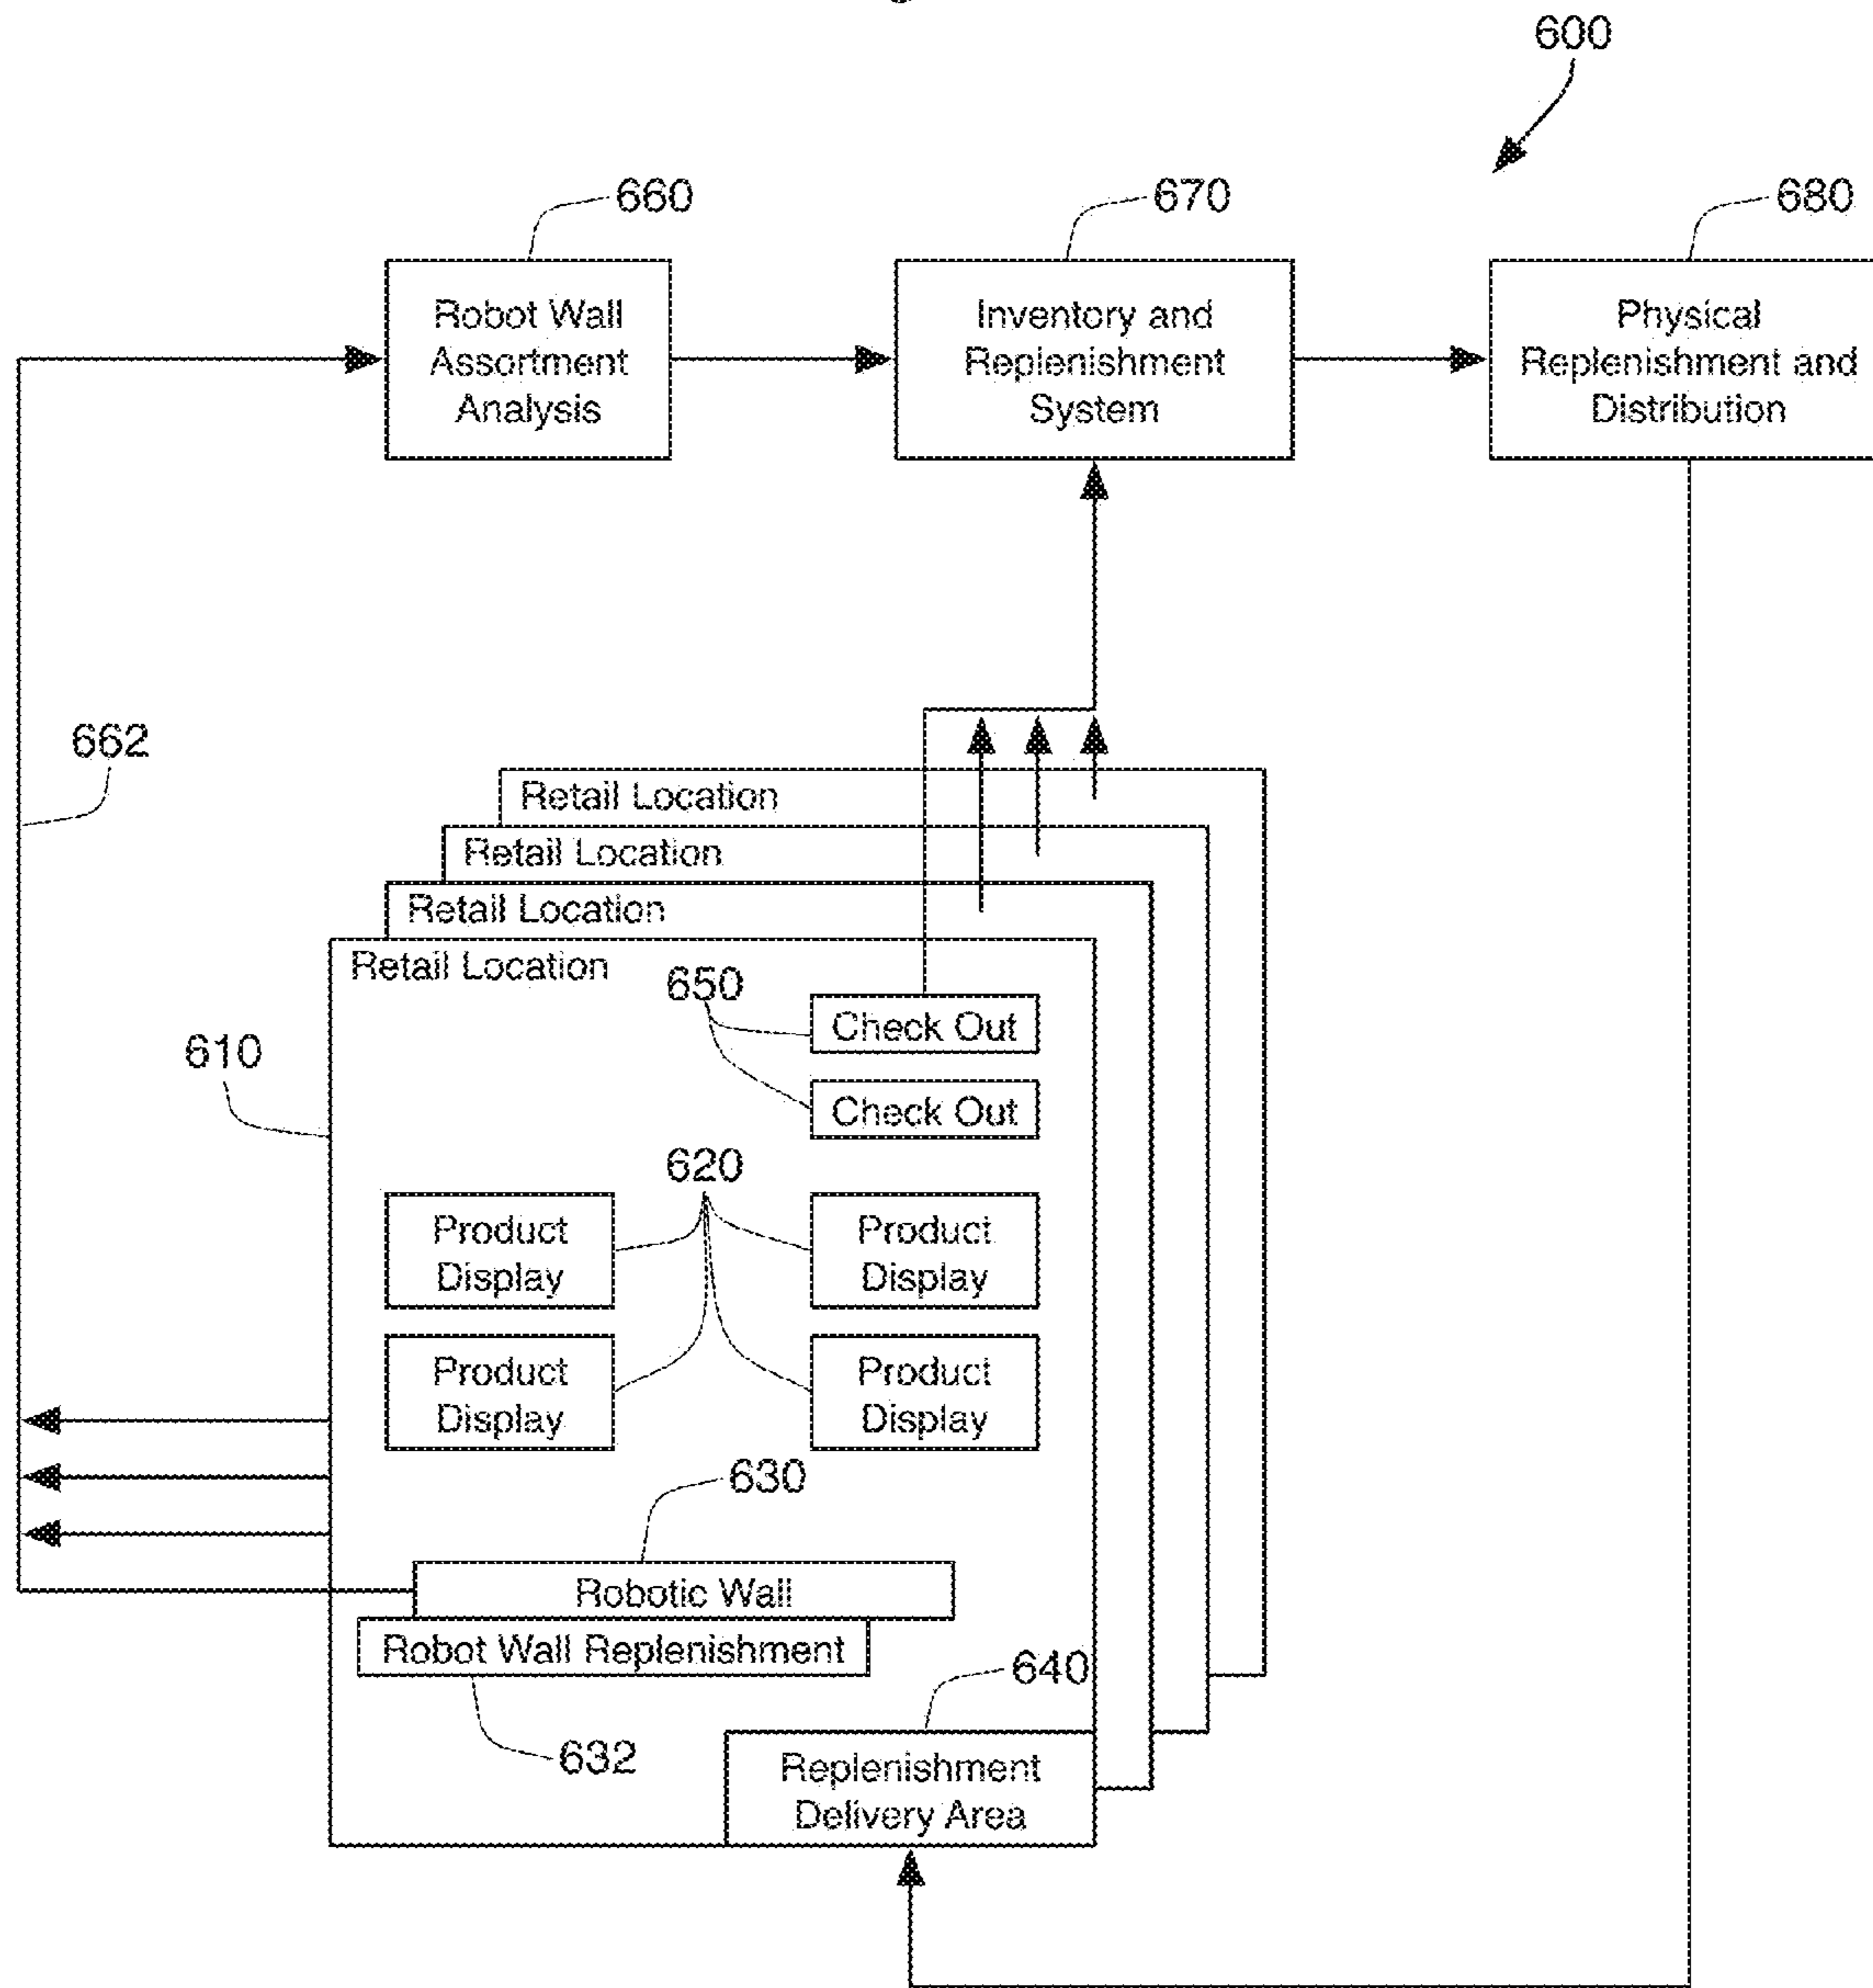 600
660
670
680
Robot Wall
Assortment
Analysis
Inventory and
Replenishment
System
Physical
Replenishment and
Distribution
662
Retail Location
Retail Location
Retail Location
Retail Location
650
Check Out
610
Check Out
620
Product
Display
Product
Display
Product
Display
Product
Display
630
Robotic Wall
Robot Wall Replenishment
640
632
Replenishment
Delivery Area